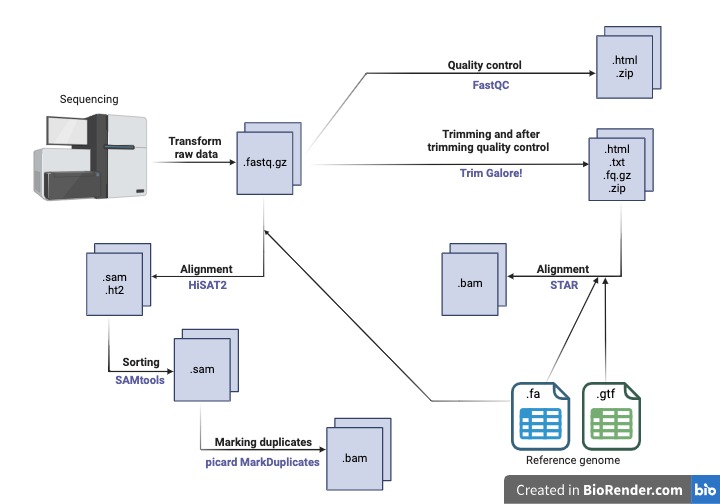 Quality control
FastQC
.html
.zip
Sequencing
Transform
raw data
.fastq.gz
Trimming and after
trimming quality control
Trim Galore!
.html
.txt
.fq.gz
.zip
.sam
.ht2
Alignment
HiSAT2
.bam
Alignment
STAR
Sorting
SAMtools
.sam
.fa
.gtf
Reference genome
Marking duplicates
picard MarkDuplicates
.bam
Created in BioRender.com
bio